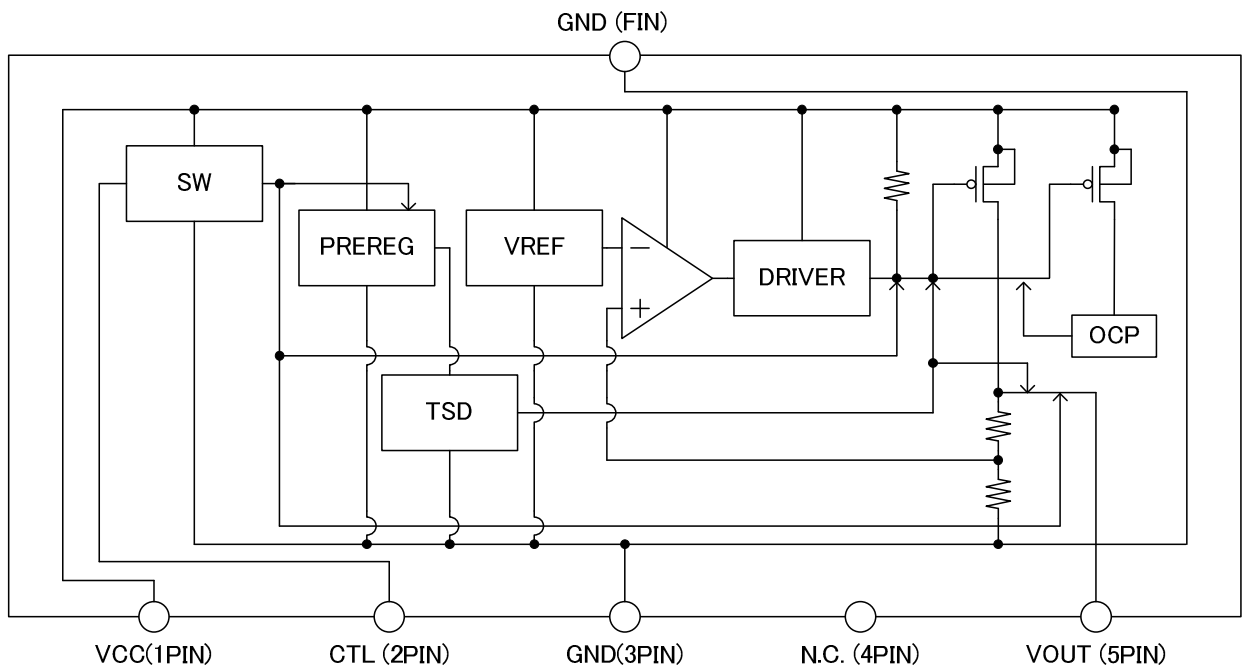 GND (FIN)
SW
PREREG
VREF
−
+
DRIVER
OCP
TSD
VCC(1PIN)
CTL (2PIN)
GND(3PIN)
N.C. (4PIN)
VOUT (5PIN)